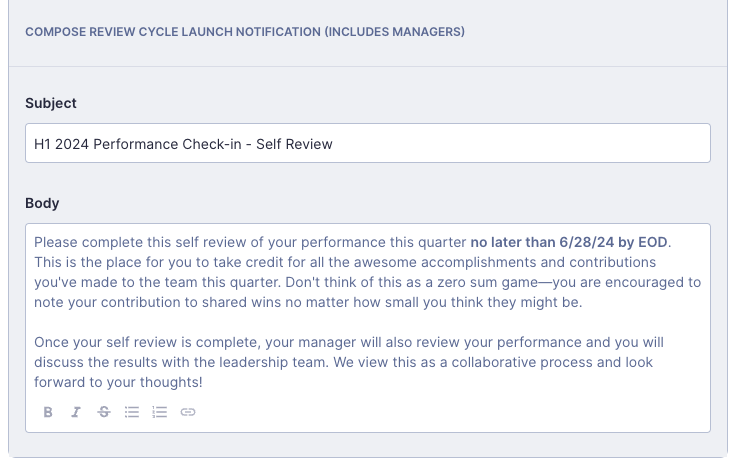 COMPOSE REVIEW CYCLE LAUNCH NOTIFICATION (INCLUDES MANAGERS)
Subject
H1 2024 Performance Check-in - Self Review
Body
Please complete this self review of your performance this quarter no later than 6/28/24 by EOD.
This is the place for you to take credit for all the awesome accomplishments and contributions
you've made to the team this quarter. Don't think of this as a zero sum game—you are encouraged to
note your contribution to shared wins no matter how small you think they might be.
Once your self review is complete, your manager will also review your performance and you will
discuss the results with the leadership team. We view this as a collaborative process and look
forward to your thoughts!
B I S